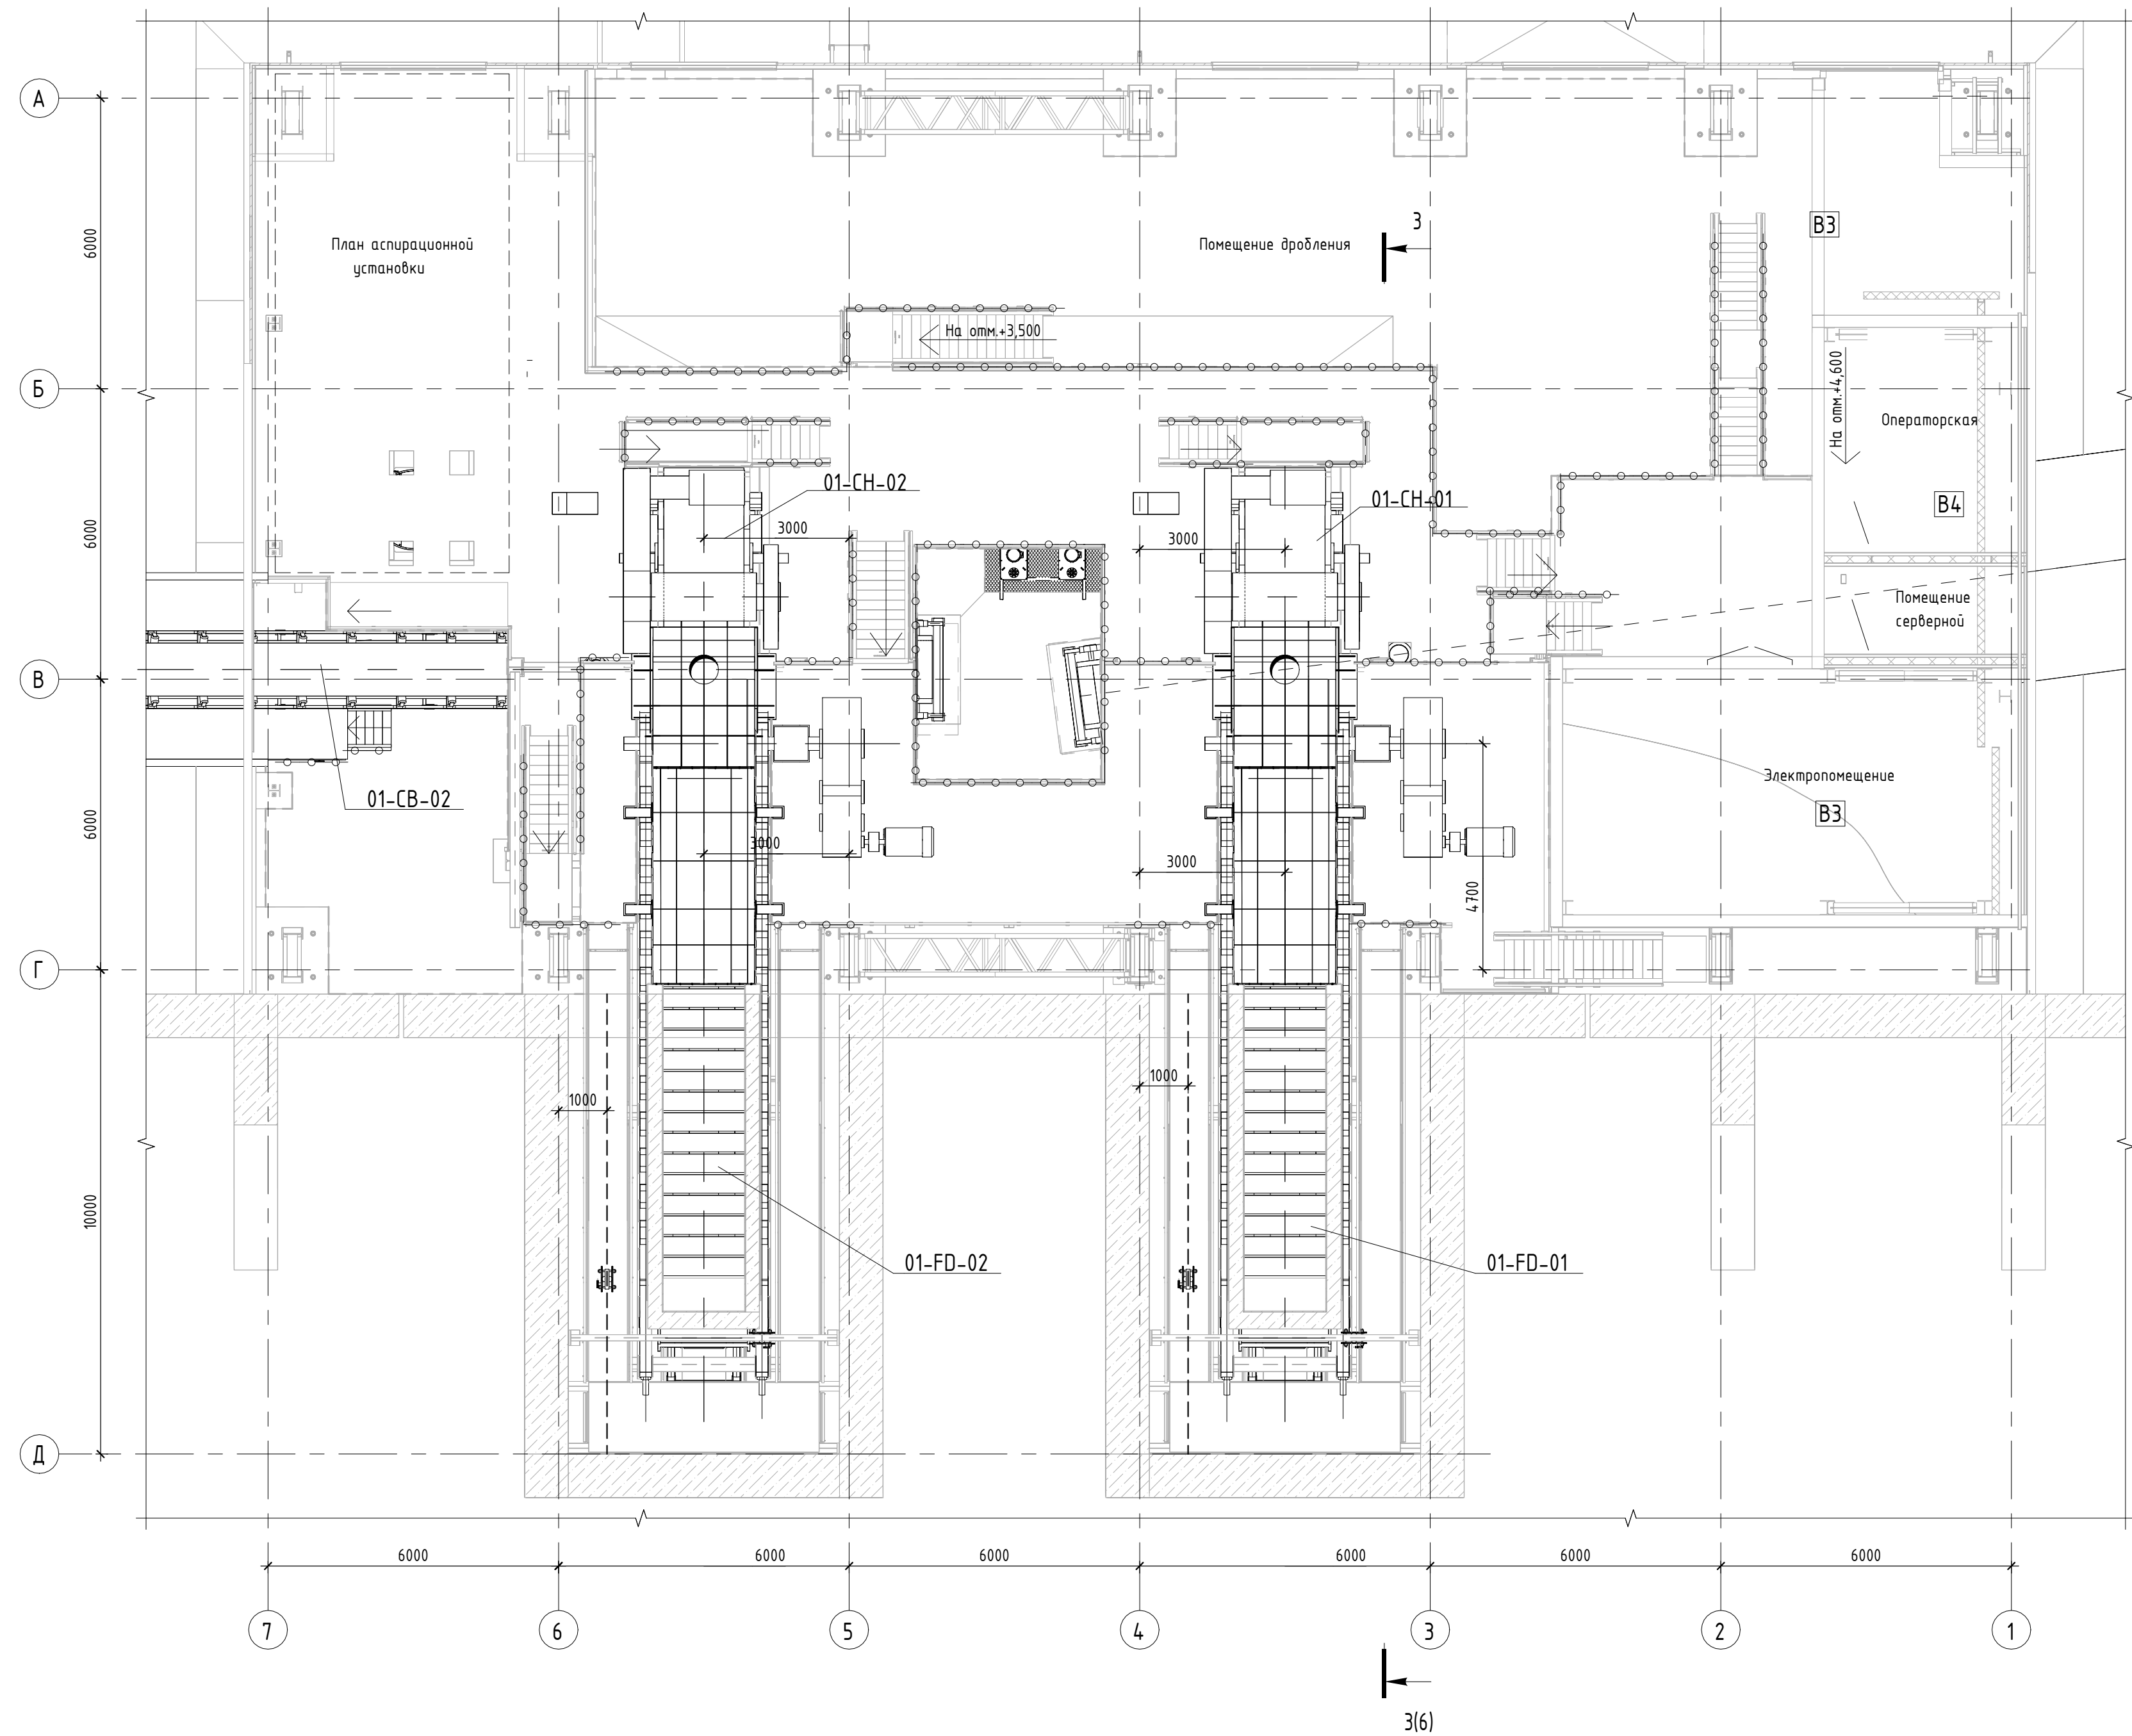 А
6000
План аспирационной
установки
Помещение дробления
3
В3
На отм.+3,500
Б
На отм.+4,600
Операторская
01-CH-02
01-CH-01
6000
3000
3000
В4
Помещение
серверной
В
01-CB-02
Электропомещение
В3
6000
3000
3000
4700
Г
1000
1000
10000
01-FD-02
01-FD-01
Д
6000
6000
6000
6000
6000
6000
7
6
5
4
3
2
1
3(6)